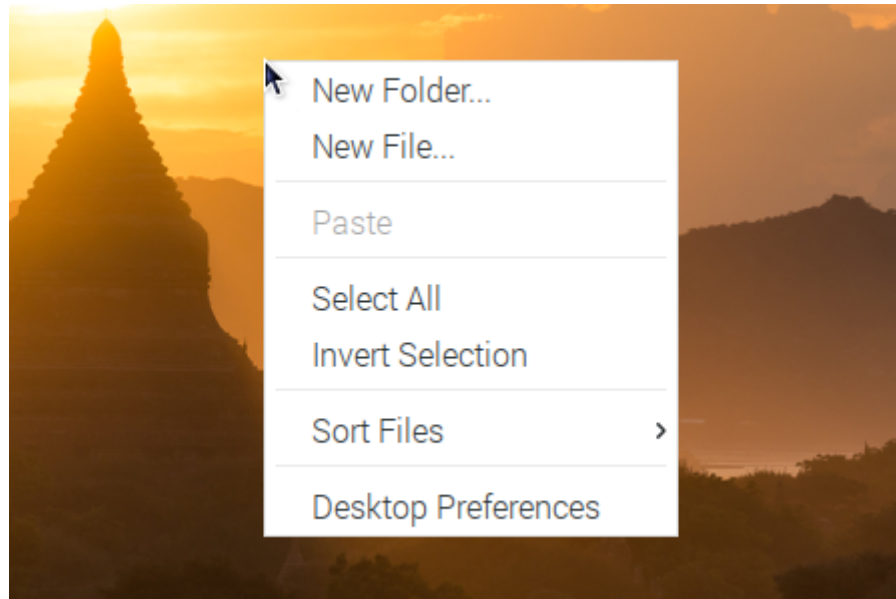 New Folder...
New File...
Paste
Select All
Invert Selection
Sort Files
Desktop Preferences